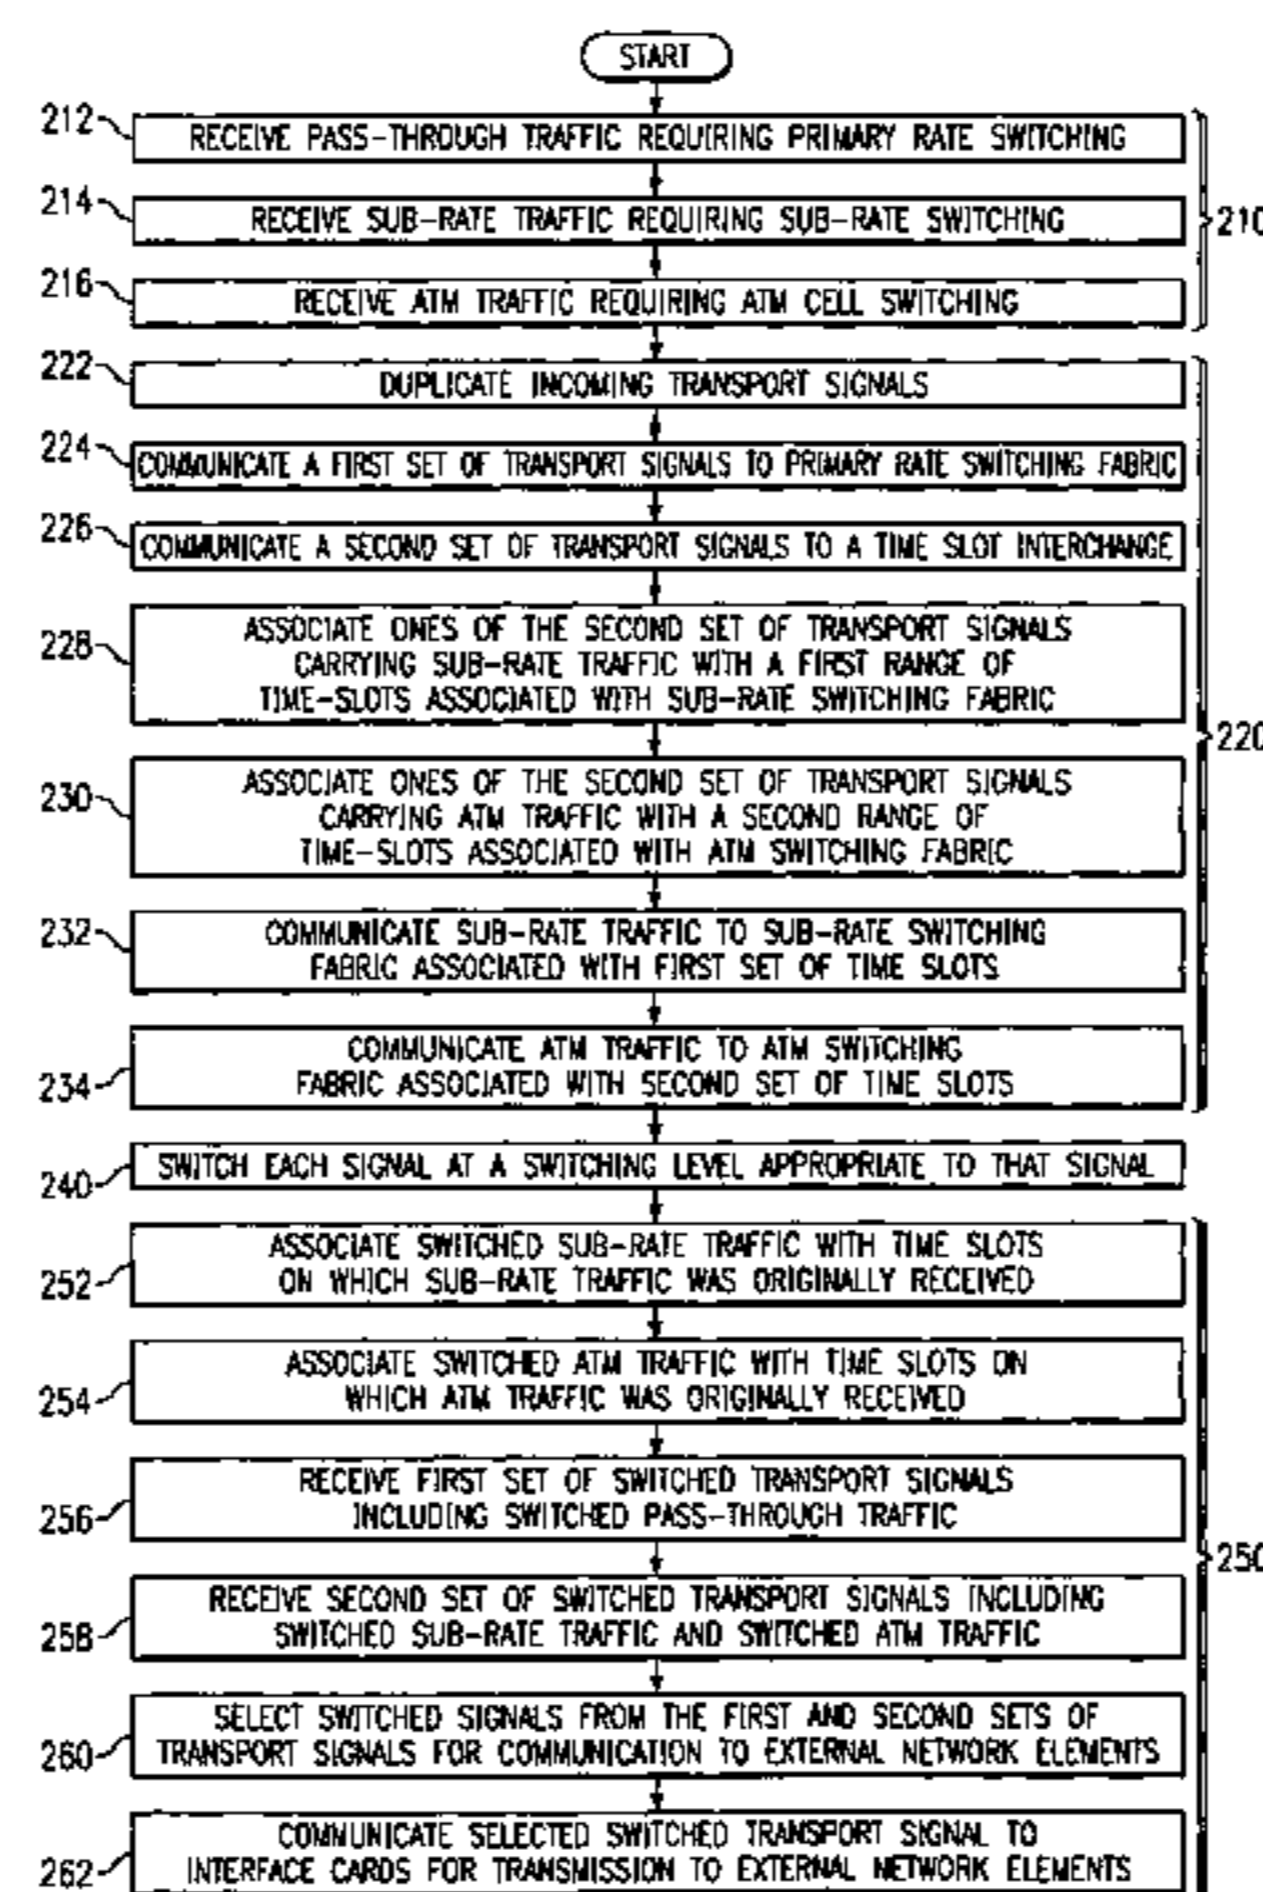 START
212
RECEIVE PASS-THROUGH TRAFFIC REQUIRING PRIMARY RATE SWITCHING
214
RECEIVE SUB-RATE TRAFFIC REQUIRING SUB-RATE SWITCHING
210
216
RECEIVE ATM TRAFFIC REQUIRING ATM CELL SWITCHING
222
DUPLICATE INCOMING TRANSPORT SIGNALS
224
COMMUNICATE A FIRST SET OF TRANSPORT SIGNALS TO PRIMARY RATE SWITCHING FABRIC
226
COMMUNICATE A SECOND SET OF TRANSPORT SIGNALS TO A TIME SLOT INTERCHANGE
228
ASSOCIATE ONES OF THE SECOND SET OF TRANSPORT SIGNALS
CARRYING SUB-RATE TRAFFIC WITH A FIRST RANGE OF
TIME-SLOTS ASSOCIATED WITH SUB-RATE SWITCHING FABRIC
220
230
ASSOCIATE ONES OF THE SECOND SET OF TRANSPORT SIGNALS
CARRYING ATM TRAFFIC WITH A SECOND RANGE OF
TIME-SLOTS ASSOCIATED WITH ATM SWITCHING FABRIC
232
COMMUNICATE SUB-RATE TRAFFIC TO SUB-RATE SWITCHING
FABRIC ASSOCIATED WITH FIRST SET OF TIME SLOTS
234
COMMUNICATE ATM TRAFFIC TO ATM SWITCHING
FABRIC ASSOCIATED WITH SECOND SET OF TIME SLOTS
240
SWITCH EACH SIGNAL AT A SWITCHING LEVEL APPROPRIATE TO THAT SIGNAL
252
ASSOCIATE SWITCHED SUB-RATE TRAFFIC WITH TIME SLOTS
ON WHICH SUB-RATE TRAFFIC WAS ORIGINALLY RECEIVED
254
ASSOCIATE SWITCHED ATM TRAFFIC WITH TIME SLOTS ON
WHICH ATM TRAFFIC WAS ORIGINALLY RECEIVED
256
RECEIVE FIRST SET OF SWITCHED TRANSPORT SIGNALS
INCLUDING SWITCHED PASS-THROUGH TRAFFIC
250
258
RECEIVE SECOND SET OF SWITCHED TRANSPORT SIGNALS INCLUDING
SWITCHED SUB-RATE TRAFFIC AND SWITCHED ATM TRAFFIC
260
SELECT SWITCHED SIGNALS FROM THE FIRST AND SECOND SETS OF
TRANSPORT SIGNALS FOR COMMUNICATION TO EXTERNAL NETWORK ELEMENTS
262
COMMUNICATE SELECTED SWITCHED TRANSPORT SIGNAL TO
INTERFACE CARDS FOR TRANSMISSION TO EXTERNAL NETWORK ELEMENTS